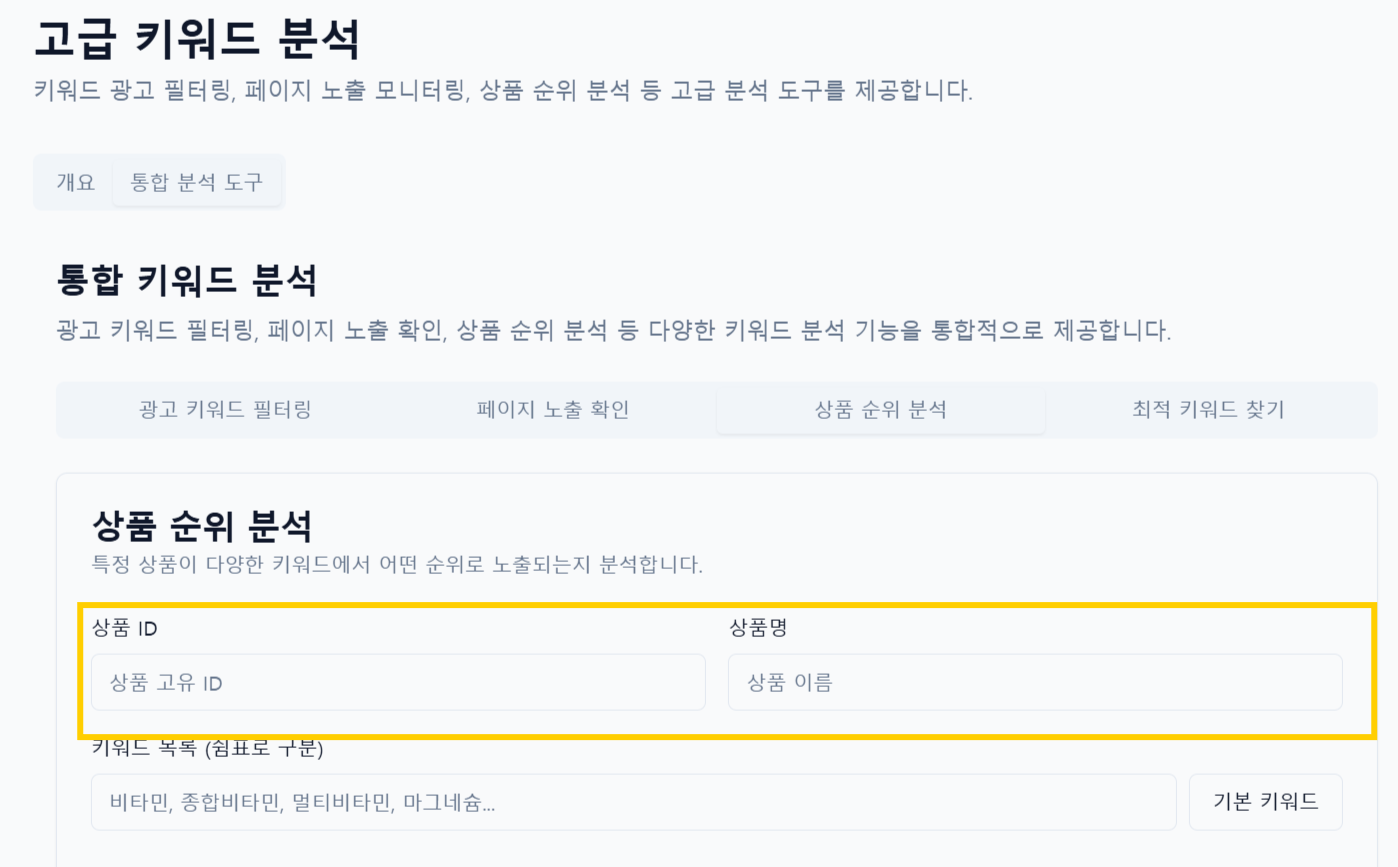 고급 키워드 분석
키워드 광고 필터링, 페이지 노출 모니터링, 상품 순위 분석 등 고급 분석 도구를 제공합니다.
개요 통합 분석 도구
통합 키워드 분석
광고 키워드 필터링, 페이지 노출 확인, 상품 순위 분석 등 다양한 키워드 분석 기능을 통합적으로 제공합니다.
광고 키워드 필터링 페이지 노출 확인 상품 순위 분석 최적 키워드 찾기
상품 순위 분석
특정 상품이 다양한 키워드에서 어떤 순위로 노출되는지 분석합니다.
상품 ID 상품명
상품 고유 ID 상품 이름
키워드 목록 (쉼표로 구분)
비타민, 종합비타민, 멀티비타민, 마그네슘... 기본 키워드